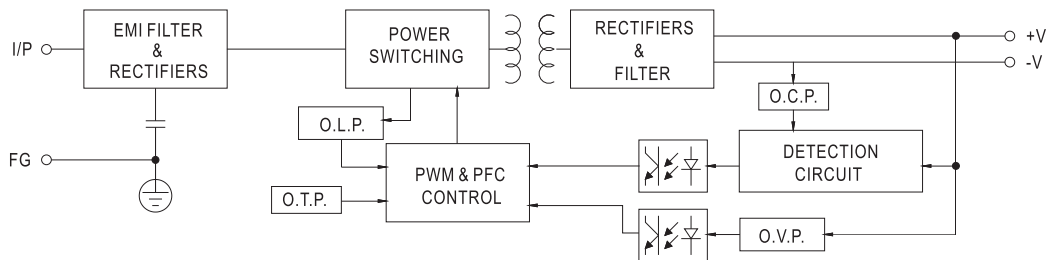 I/P
EMI FILTER
&
RECTIFIERS
POWER
SWITCHING
RECTIFIERS
&
FILTER
+V
-V
O.C.P.
O.L.P.
FG
PWM & PFC
CONTROL
DETECTION
CIRCUIT
O.T.P.
O.V.P.